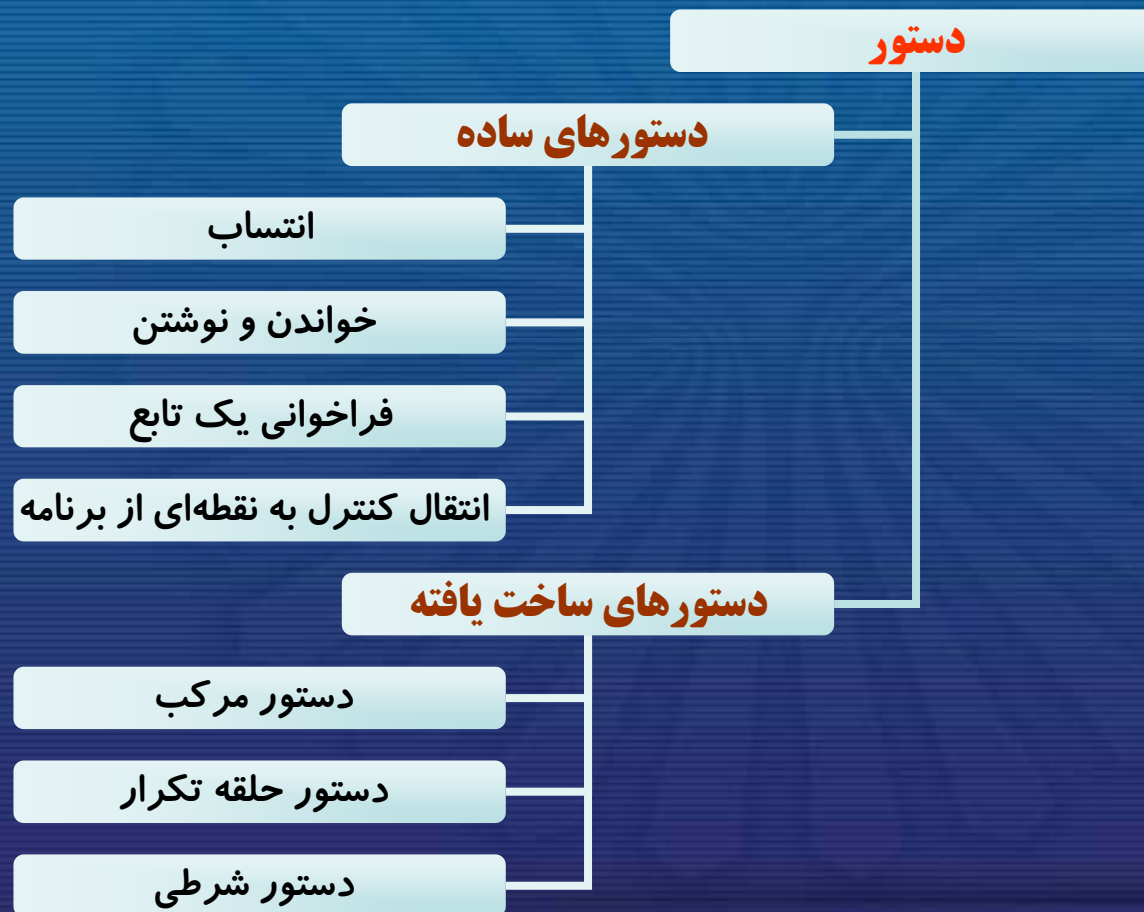 دستور
دستورهای ساده
انتساب
خواندن و نوشتن
فراخوانی یک تابع
انتقال کنترل به نقطه‌ای از برنامه
دستورهای ساخت یافته
دستور مرکب
دستور حلقه تکرار
دستور شرطی